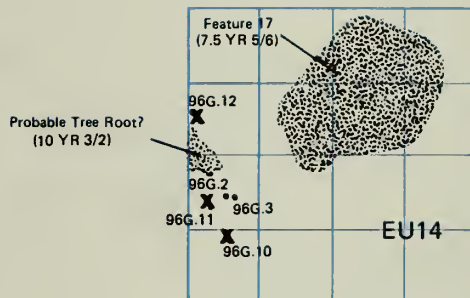 Feature 17
(7.5 YR 5/6)
96G.12
Probable Tree Root?
(10 YR 3/2)
96G.2
96G.3
96G.11
EU14
96G.10